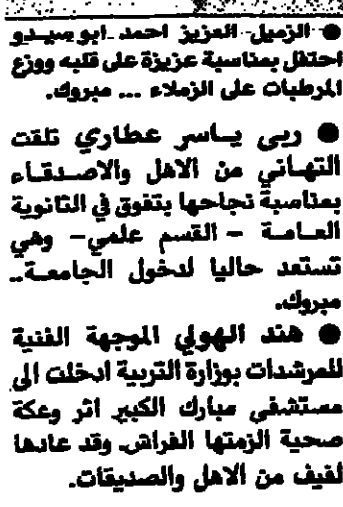 ● الزميل العزيز احمد ابو سيدو
احتفل بمناسبة عزيزة على قلبه ووزع
المرطبات على الزملاء ... مبروك.
● ربى ياسر عطاري تلقت
التهاني من الاهل والاصدقاء
بمناسبة نجاحها بتفوق في الثانوية
العامة – القسم علمي – وهي
تستعد حاليا لدخول الجامعة..
مبروك.
● هند الهولي الموجهة الفنية
للمرشدات بوزارة التربية ادخلت الى
مستشفى مبارك الكبير اثر وعكة
صحية الزمتها الفراش. وقد عادها
لفيف من الاهل والصديقات.